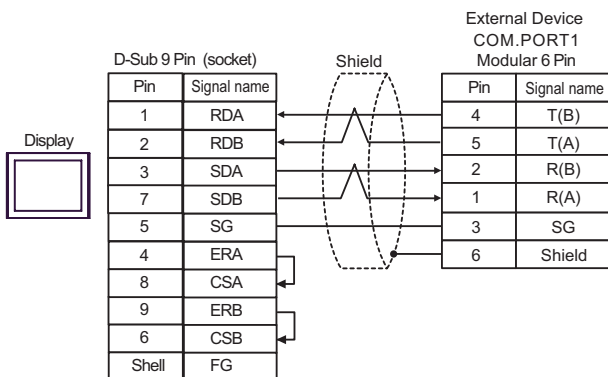 External Device
COM.PORT1
D-Sub 9 Pin (socket) Shield Modular 6 Pin
Pin Signal name Pin Signal name
1 RDA 4 T(B)
Display
2 RDB 5 T(A)
3 SDA 2 R(B)
7 SDB 1 R(A)
5 SG 3 SG
4 ERA 6 Shield
8 CSA
9 ERB
6 CSB
Shell FG